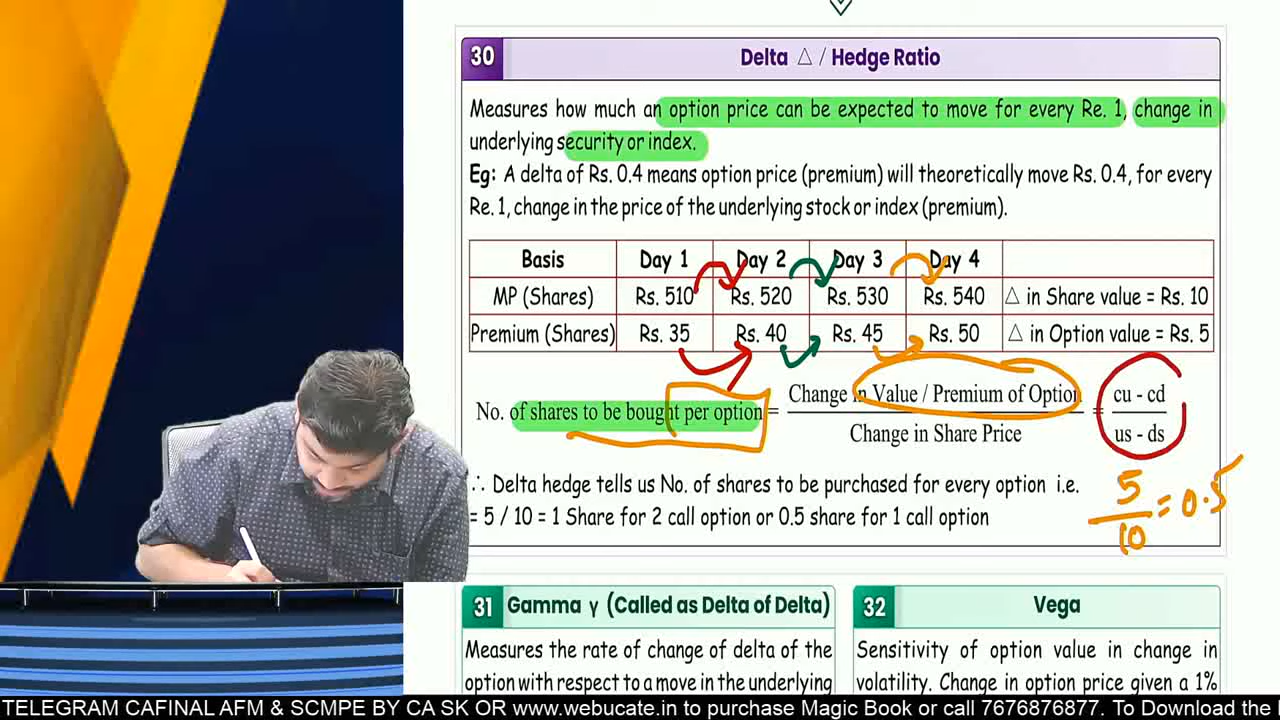 30 Delta △ / Hedge Ratio
Measures how much an option price can be expected to move for every Re. 1, change in
underlying security or index.
Eg: A delta of Rs. 0.4 means option price (premium) will theoretically move Rs. 0.4, for every
Re. 1, change in the price of the underlying stock or index (premium).
Basis Day 1 Day 2 Day 3 Day 4
MP (Shares) Rs. 510 Rs. 520 Rs. 530 Rs. 540 △ in Share value = Rs. 10
Premium (Shares) Rs. 35 Rs. 40 Rs. 45 Rs. 50 △ in Option value = Rs. 5
No. of shares to be bought per option = Change in Value / Premium of Option = cu - cd
Change in Share Price us - ds
∴ Delta hedge tells us No. of shares to be purchased for every option i.e.
= 5 / 10 = 1 Share for 2 call option or 0.5 share for 1 call option
5
10 = 0.5
31 Gamma γ (Called as Delta of Delta)
Measures the rate of change of delta of the
option with respect to a move in the underlying
32 Vega
Sensitivity of option value in change in
volatility. Change in option price given a 1%
TELEGRAM CAFINAL AFM & SCMPE BY CA SK OR www.webucate.in to purchase Magic Book or call 7676876877. To Download the